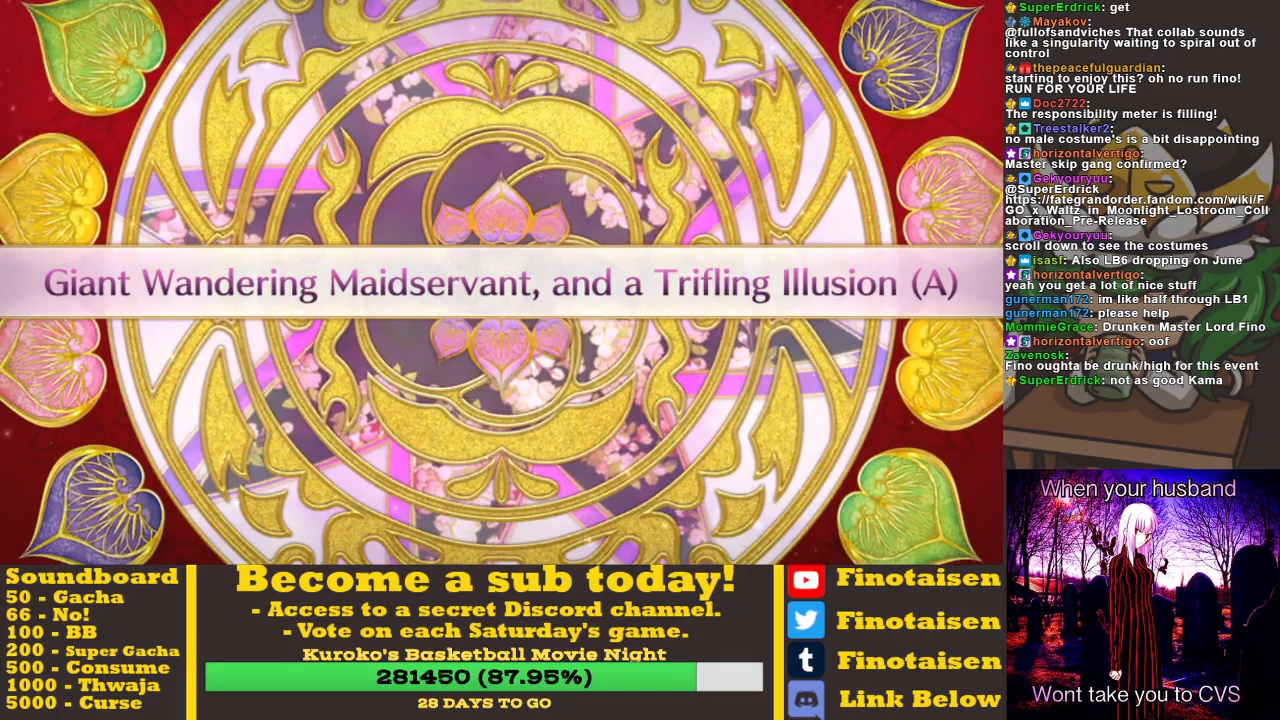 Giant Wandering Maidservant, and a Trifling Illusion (A)
SuperErdrick: get
Mayakov:
@fullofsandviches That collab sounds
like a singularity waiting to spiral out of
control
thepeacefulguardian:
starting to enjoy this? oh no run fino!
RUN FOR YOUR LIFE
Doc2722:
The responsibility meter is filling!
Treestalker2:
no male costume's is a bit disappointing
horizontalvertigo:
Master skip gang confirmed?
Gekyouryuu:
@SuperErdrick
https://fategrandorder.fandom.com/wiki/F
GO_x_Waltz_in_Moonlight_Lostroom_Coll
aboration_Pre-Release
Gekyouryuu:
scroll down to see the costumes
isasf: Also LB6 dropping on June
horizontalvertigo:
yeah you get a lot of nice stuff
gunerman172: im like half through LB1
gunerman172: please help
MommieGrace: Drunken Master Lord Fino
horizontalvertigo: oof
Zavenosk:
Fino oughta be drunk/high for this event
SuperErdrick: not as good Kama
When your husband
Wont take you to CVS
Soundboard
50 - Gacha
66 - No!
100 - BB
200 - Super Gacha
500 - Consume
1000 - Thwaja
5000 - Curse
Become a sub today!
- Access to a secret Discord channel.
- Vote on each Saturday's game.
Kuroko's Basketball Movie Night
281450 (87.95%)
28 DAYS TO GO
Finotaisen
Finotaisen
Finotaisen
Link Below